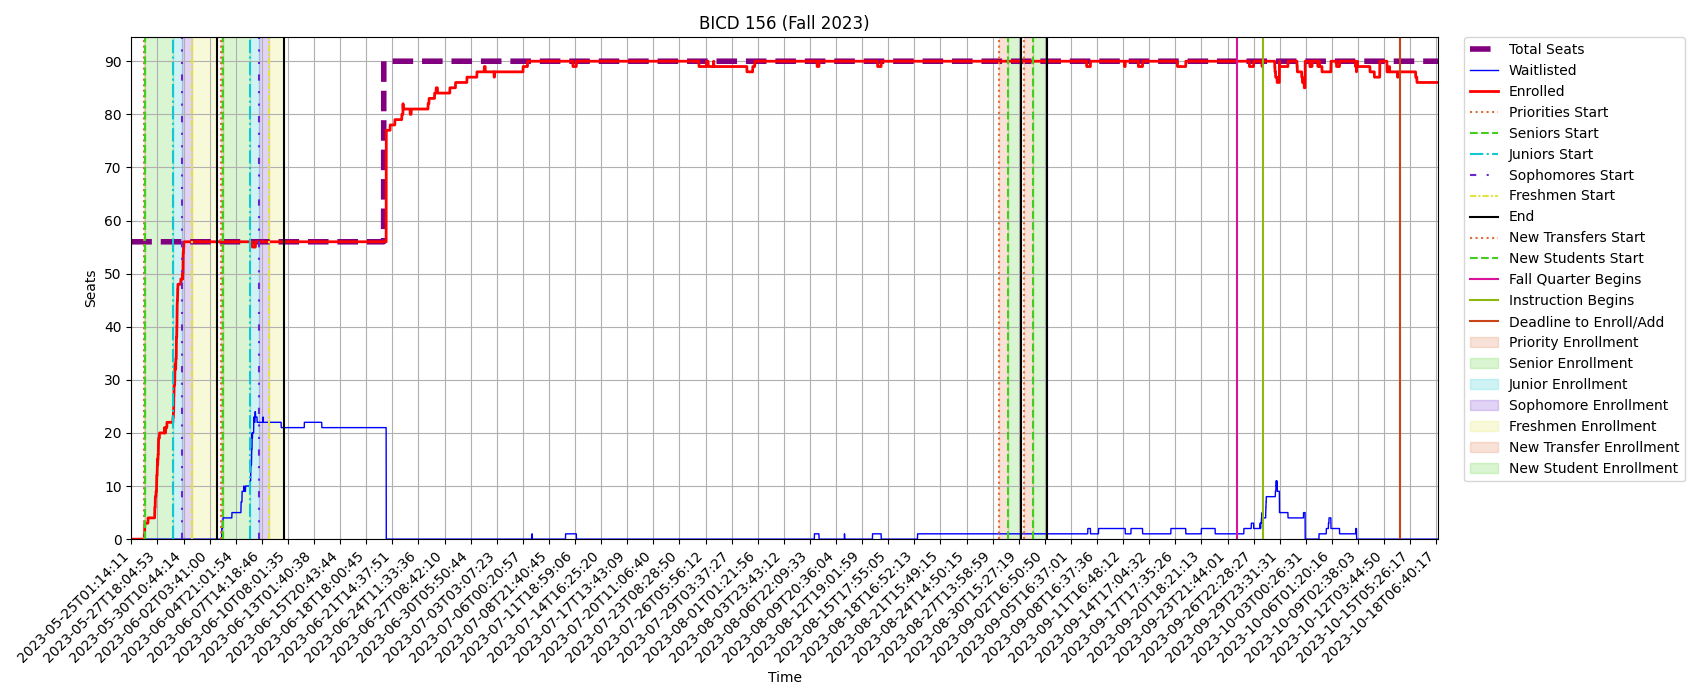 BICD 156 (Fall 2023)
Seats
90
80
70
60
50
40
30
20
10
0
2023-05-25T01:14:11
2023-05-27T18:04:53
2023-05-30T10:44:14
2023-06-02T03:41:00
2023-06-04T21:01:54
2023-06-07T14:18:46
2023-06-10T08:01:35
2023-06-13T01:40:38
2023-06-15T20:43:44
2023-06-18T18:00:45
2023-06-21T14:37:51
2023-06-24T11:33:36
2023-06-27T08:42:10
2023-06-30T05:50:44
2023-07-03T03:07:23
2023-07-06T00:20:57
2023-07-08T21:40:45
2023-07-11T18:59:06
2023-07-14T16:25:20
2023-07-17T13:43:09
2023-07-20T11:06:40
2023-07-23T08:28:50
2023-07-26T05:56:12
2023-07-29T03:37:27
2023-08-01T01:21:56
2023-08-03T22:43:12
2023-08-06T22:09:33
2023-08-09T20:36:04
2023-08-12T19:01:59
2023-08-15T17:55:05
2023-08-18T16:52:13
2023-08-21T15:49:15
2023-08-24T14:50:15
2023-08-27T13:58:59
2023-08-30T15:27:19
2023-09-02T16:50:50
2023-09-05T16:37:01
2023-09-08T16:37:36
2023-09-11T16:48:12
2023-09-14T17:04:32
2023-09-17T17:35:26
2023-09-20T18:21:13
2023-09-23T21:44:01
2023-09-26T22:28:27
2023-09-29T23:31:31
2023-10-03T00:26:31
2023-10-06T01:20:16
2023-10-09T02:38:03
2023-10-12T03:44:50
2023-10-15T05:26:17
2023-10-18T06:40:17
Time
Total Seats
Waitlisted
Enrolled
Priorities Start
Seniors Start
Juniors Start
Sophomores Start
Freshmen Start
End
New Transfers Start
New Students Start
Fall Quarter Begins
Instruction Begins
Deadline to Enroll/Add
Priority Enrollment
Senior Enrollment
Junior Enrollment
Sophomore Enrollment
Freshmen Enrollment
New Transfer Enrollment
New Student Enrollment